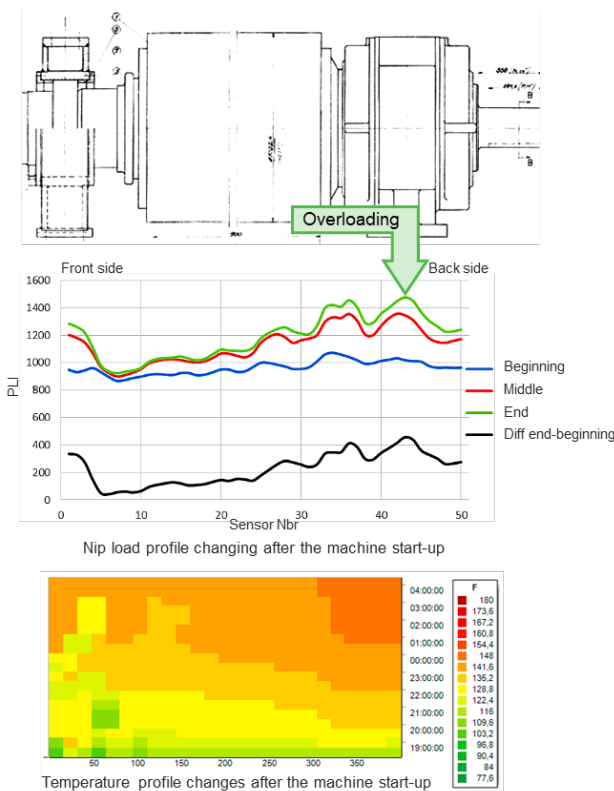 Overloading
Front side
Back side
1600
1400
1200
1000
800
600
400
200
0
PLI
0 10 20 30 40 50
Sensor Nbr
Beginning
Middle
End
Diff end-beginning
Nip load profile changing after the machine start-up
04:00:00
03:00:00
02:00:00
01:00:00
00:00:00
23:00:00
22:00:00
21:00:00
20:00:00
19:00:00
50 100 150 200 250 300 350
F
180
173,6
167,2
160,8
154,4
148
141,6
135,2
128,8
122,4
116
109,6
103,2
96,8
90,4
84
77,6
Temperature profile changes after the machine start-up